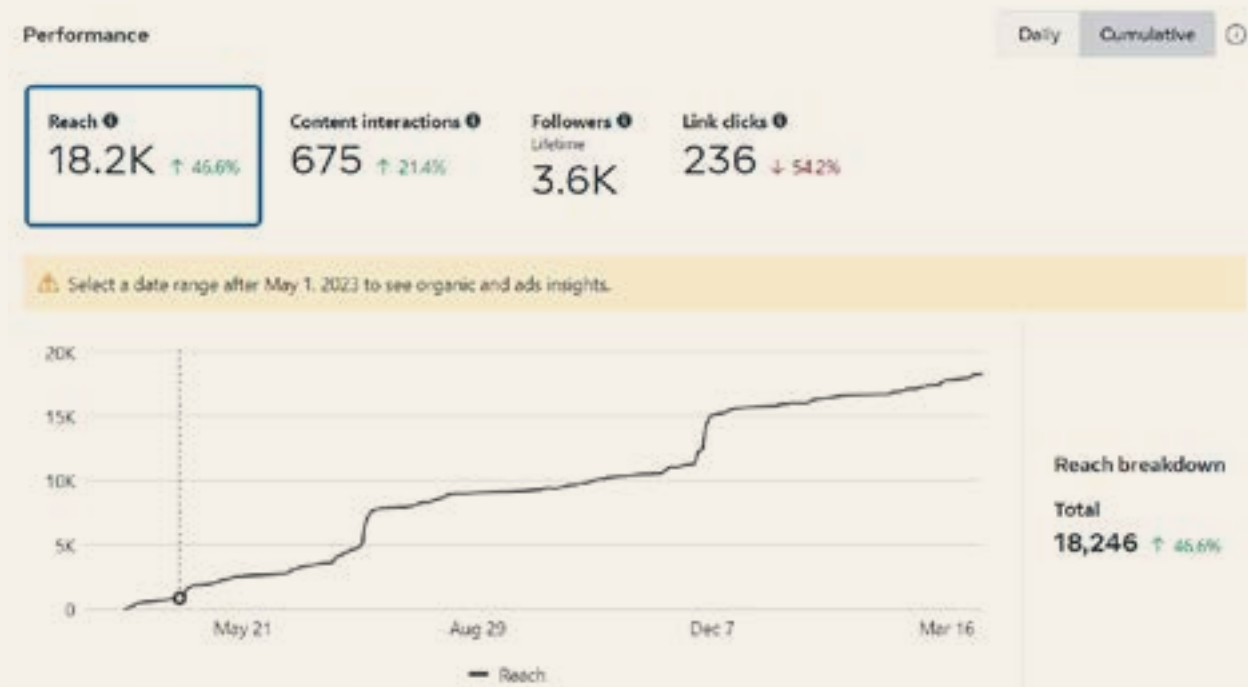 Performance
Daily Cumulative
Reach
18.2K ↑ 46.6%
Content interactions
675 ↑ 21.4%
Followers
Lifetime
3.6K
Link clicks
236 ↓ 54.2%
Select a date range after May 1, 2023 to see organic and ads insights.
20K
15K
10K
5K
0
May 21 Aug 29 Dec 7 Mar 16
Reach
Reach breakdown
Total
18,246 ↑ 46.6%